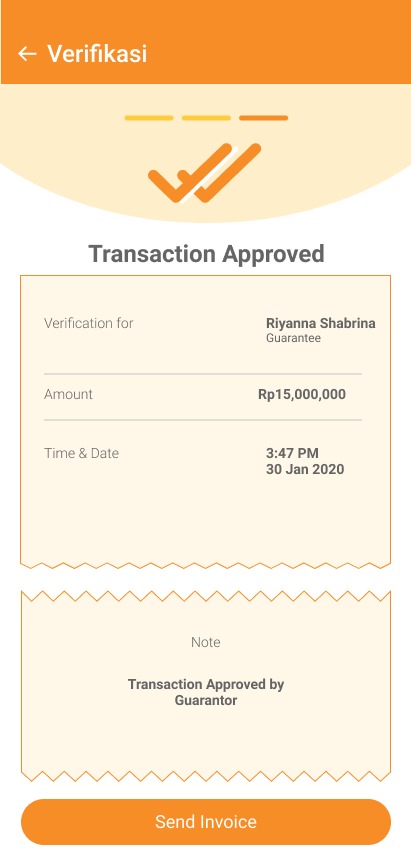 Verifikasi
Transaction Approved
Verification for
Riyanna Shabrina
Guarantee
Amount
Rp15,000,000
Time & Date
3:47 PM
30 Jan 2020
Note
Transaction Approved by
Guarantor
Send Invoice